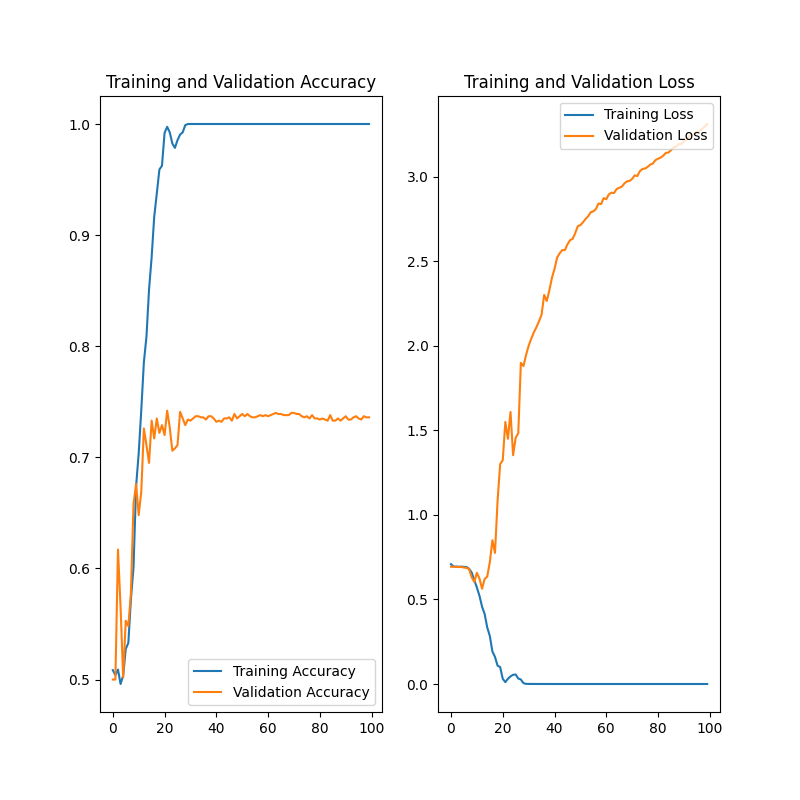 Training and Validation Accuracy
1.0
0.9
0.8
0.7
0.6
0.5
0 20 40 60 80 100
Training Accuracy
Validation Accuracy
Training and Validation Loss
3.0
2.5
2.0
1.5
1.0
0.5
0.0
0 20 40 60 80 100
Training Loss
Validation Loss